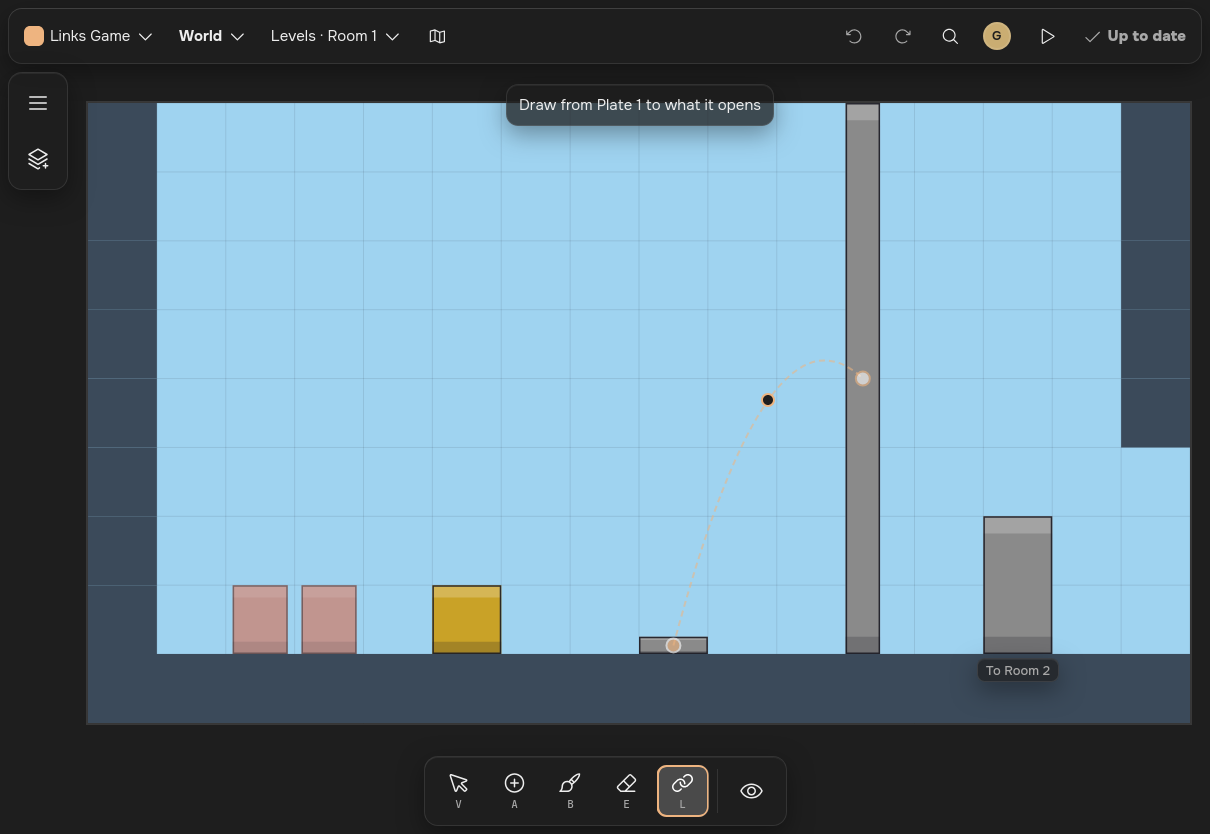 Links Game
World
Levels · Room 1
G
Up to date
Draw from Plate 1 to what it opens
To Room 2
V
A
B
E
L